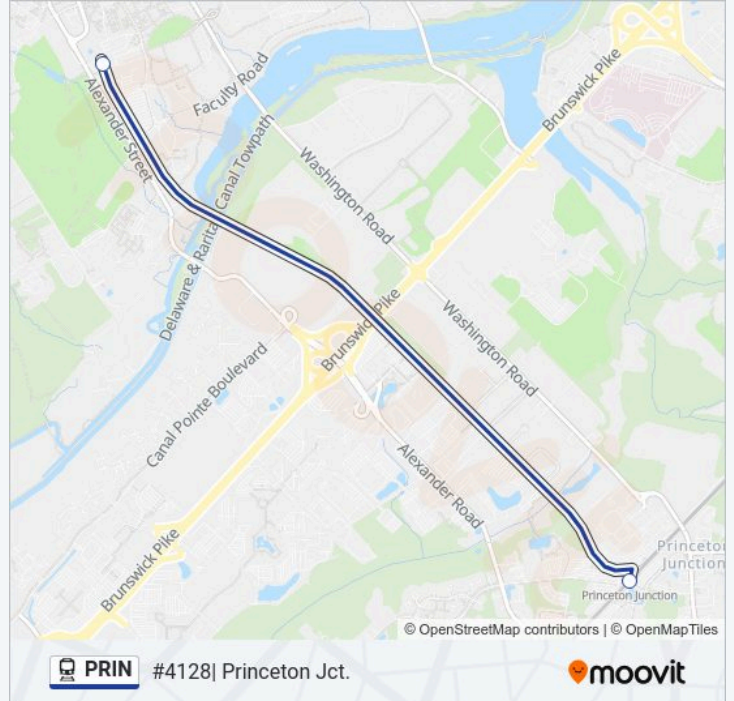 Faculty Road
Alexander Street
Brunswick Pike
Delaware & Raritan Canal Towpath
Washington Road
Brunswick Pike
Washington Road
Canal Pointe Boulevard
Alexander Road
Brunswick Pike
Princeton
Junction
Princeton Junction
© OpenStreetMap contributors | © OpenMapTiles
PRIN #4128| Princeton Jct.
moovit